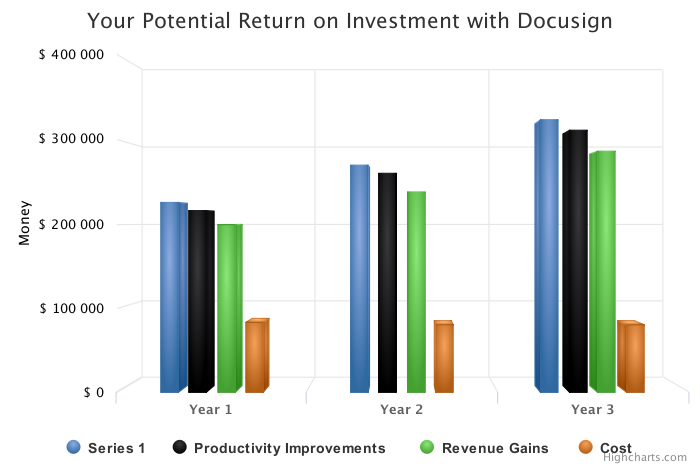 Your Potential Return on Investment with Docusign
$ 400 000
$ 300 000
$ 200 000
$ 100 000
$ 0
Money
Year 1 Year 2 Year 3
Series 1 Productivity Improvements Revenue Gains Cost
Highcharts.com